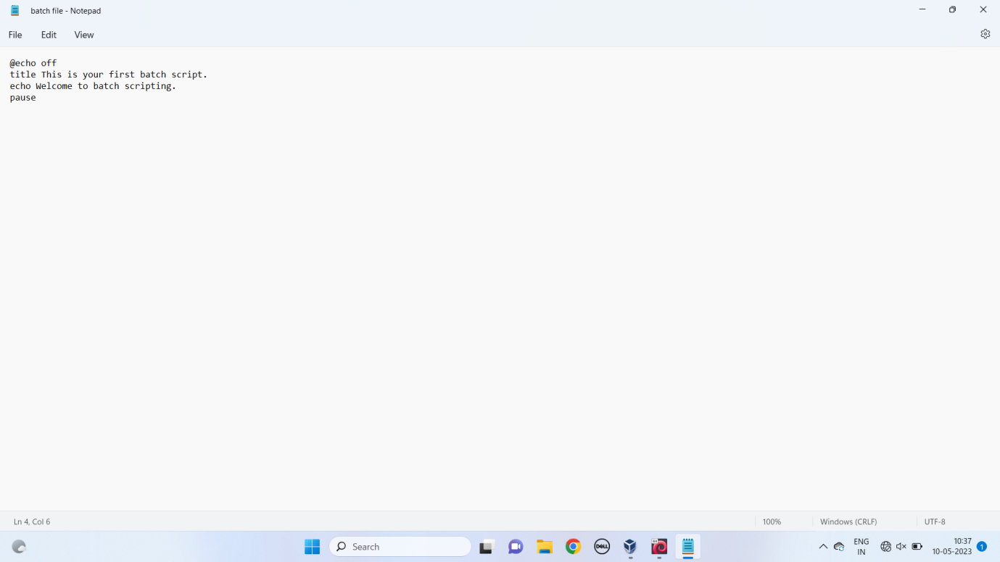 batch file - Notepad
File Edit View
@echo off
title This is your first batch script.
echo Welcome to batch scripting.
pause
Ln 4, Col 6 100% Windows (CRLF) UTF-8
Search DELL ENG 10:37
IN 10-05-2023 1